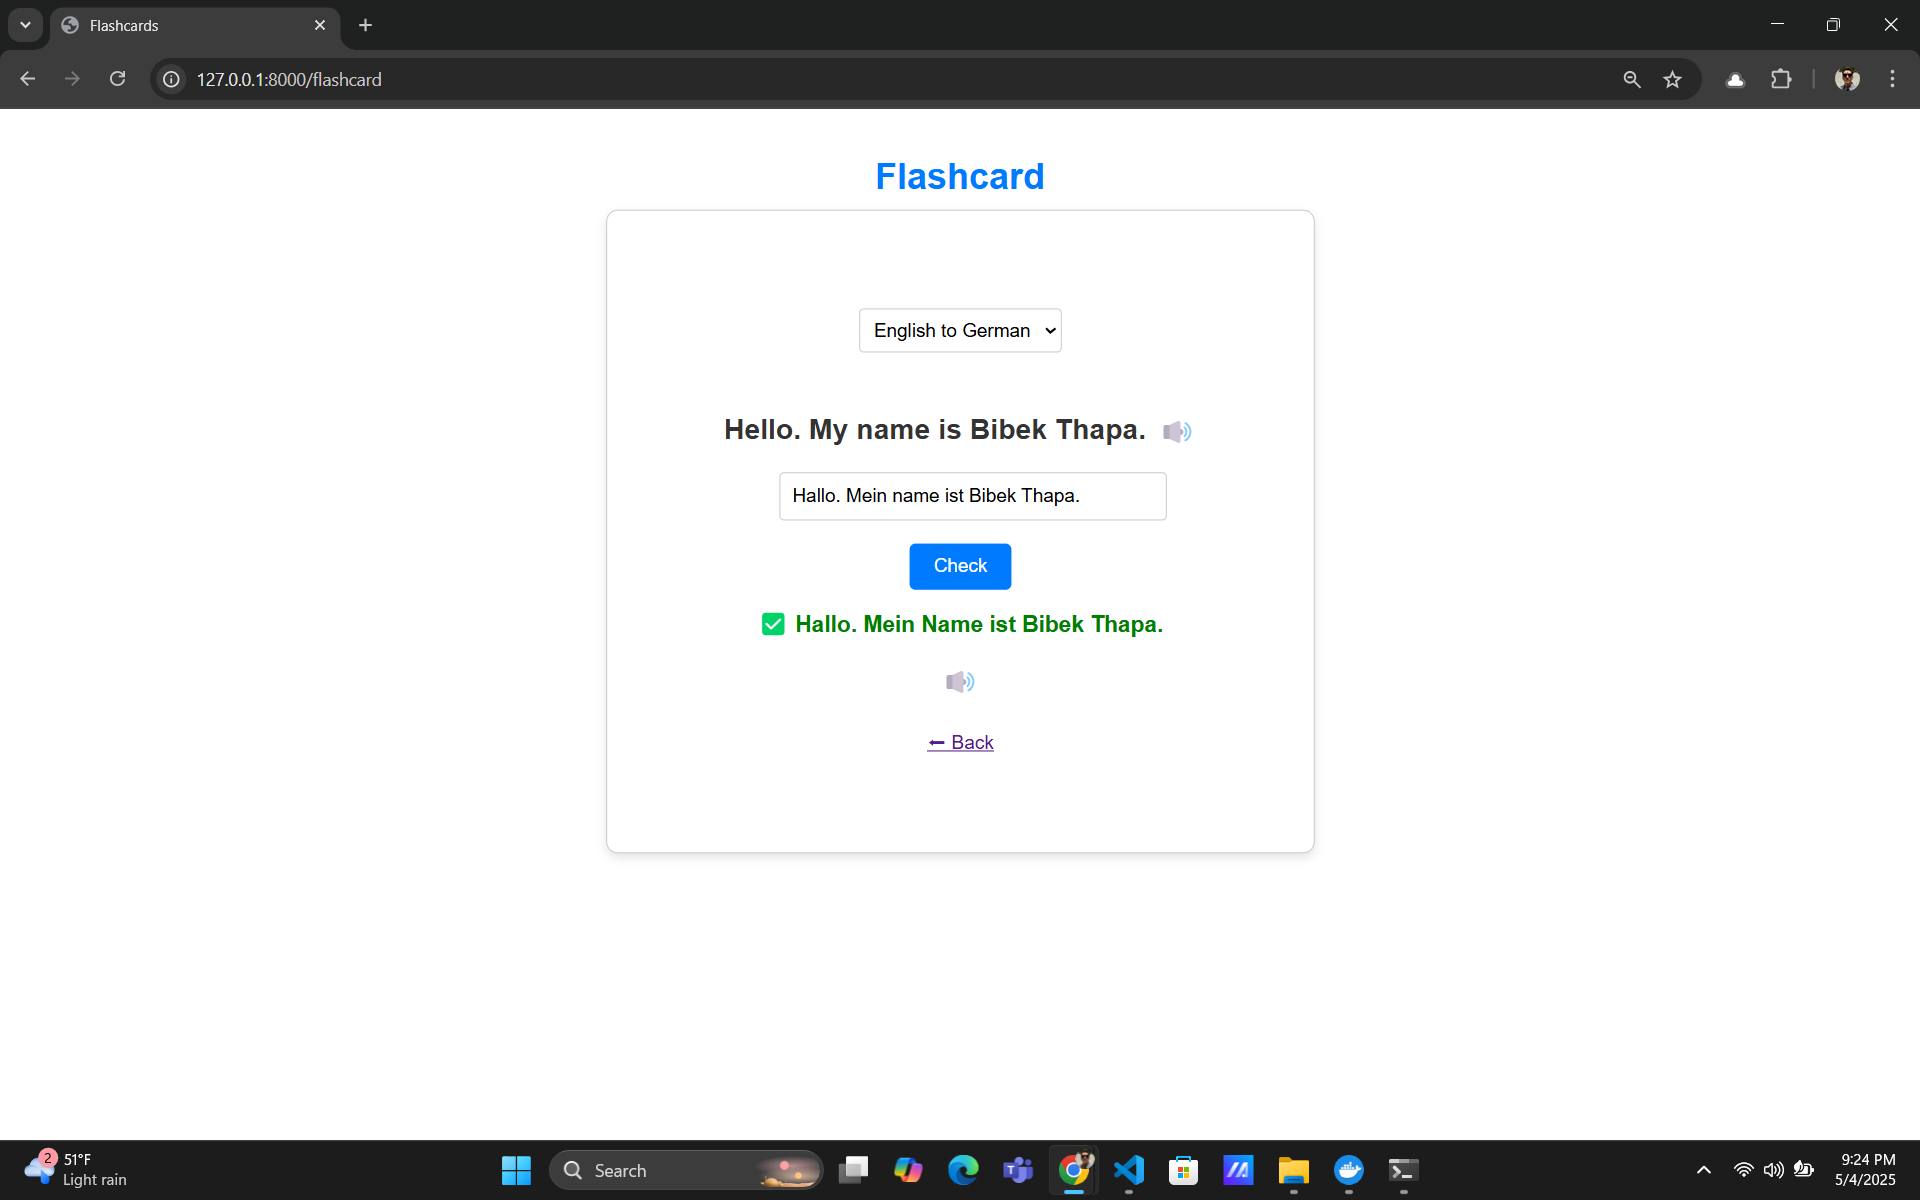 Flashcards
127.0.0.1:8000/flashcard
Flashcard
English to German
Hello. My name is Bibek Thapa.
Hallo. Mein name ist Bibek Thapa.
Check
Hallo. Mein Name ist Bibek Thapa.
Back
2
51°F
Light rain
Search
9:24 PM
5/4/2025